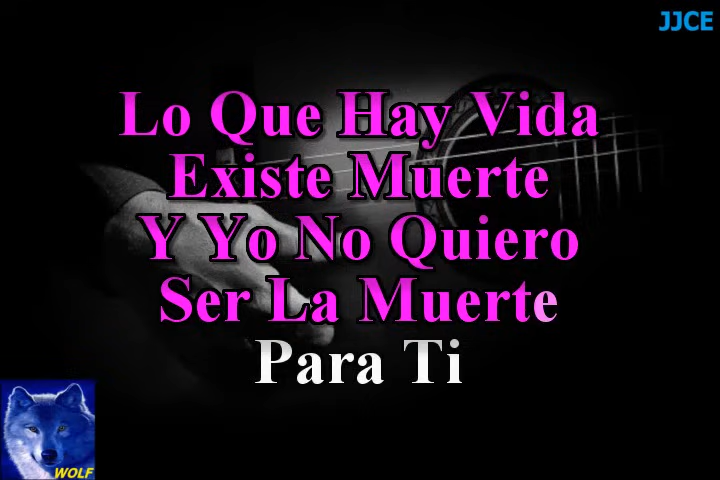 JJCE
Lo Que Hay Vida
Existe Muerte
Y Yo No Quiero
Ser La Muerte
Para Ti
WOLF